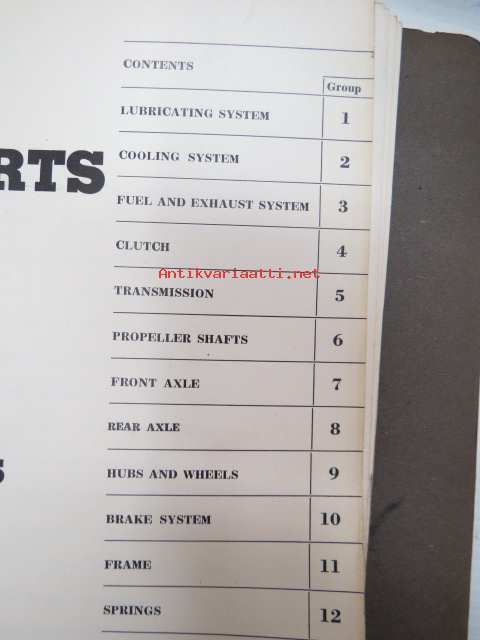 CONTENTS
Group
LUBRICATING SYSTEM 1
COOLING SYSTEM 2
RTS
FUEL AND EXHAUST SYSTEM 3
CLUTCH 4
Antikvariaatti.net
TRANSMISSION 5
PROPELLER SHAFTS 6
FRONT AXLE 7
REAR AXLE 8
S
HUBS AND WHEELS 9
BRAKE SYSTEM 10
FRAME 11
SPRINGS 12